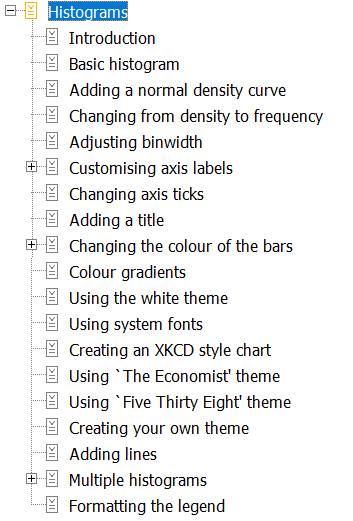 Histograms
Introduction
Basic histogram
Adding a normal density curve
Changing from density to frequency
Adjusting binwidth
Customising axis labels
Changing axis ticks
Adding a title
Changing the colour of the bars
Colour gradients
Using the white theme
Using system fonts
Creating an XKCD style chart
Using `The Economist' theme
Using `Five Thirty Eight' theme
Creating your own theme
Adding lines
Multiple histograms
Formatting the legend